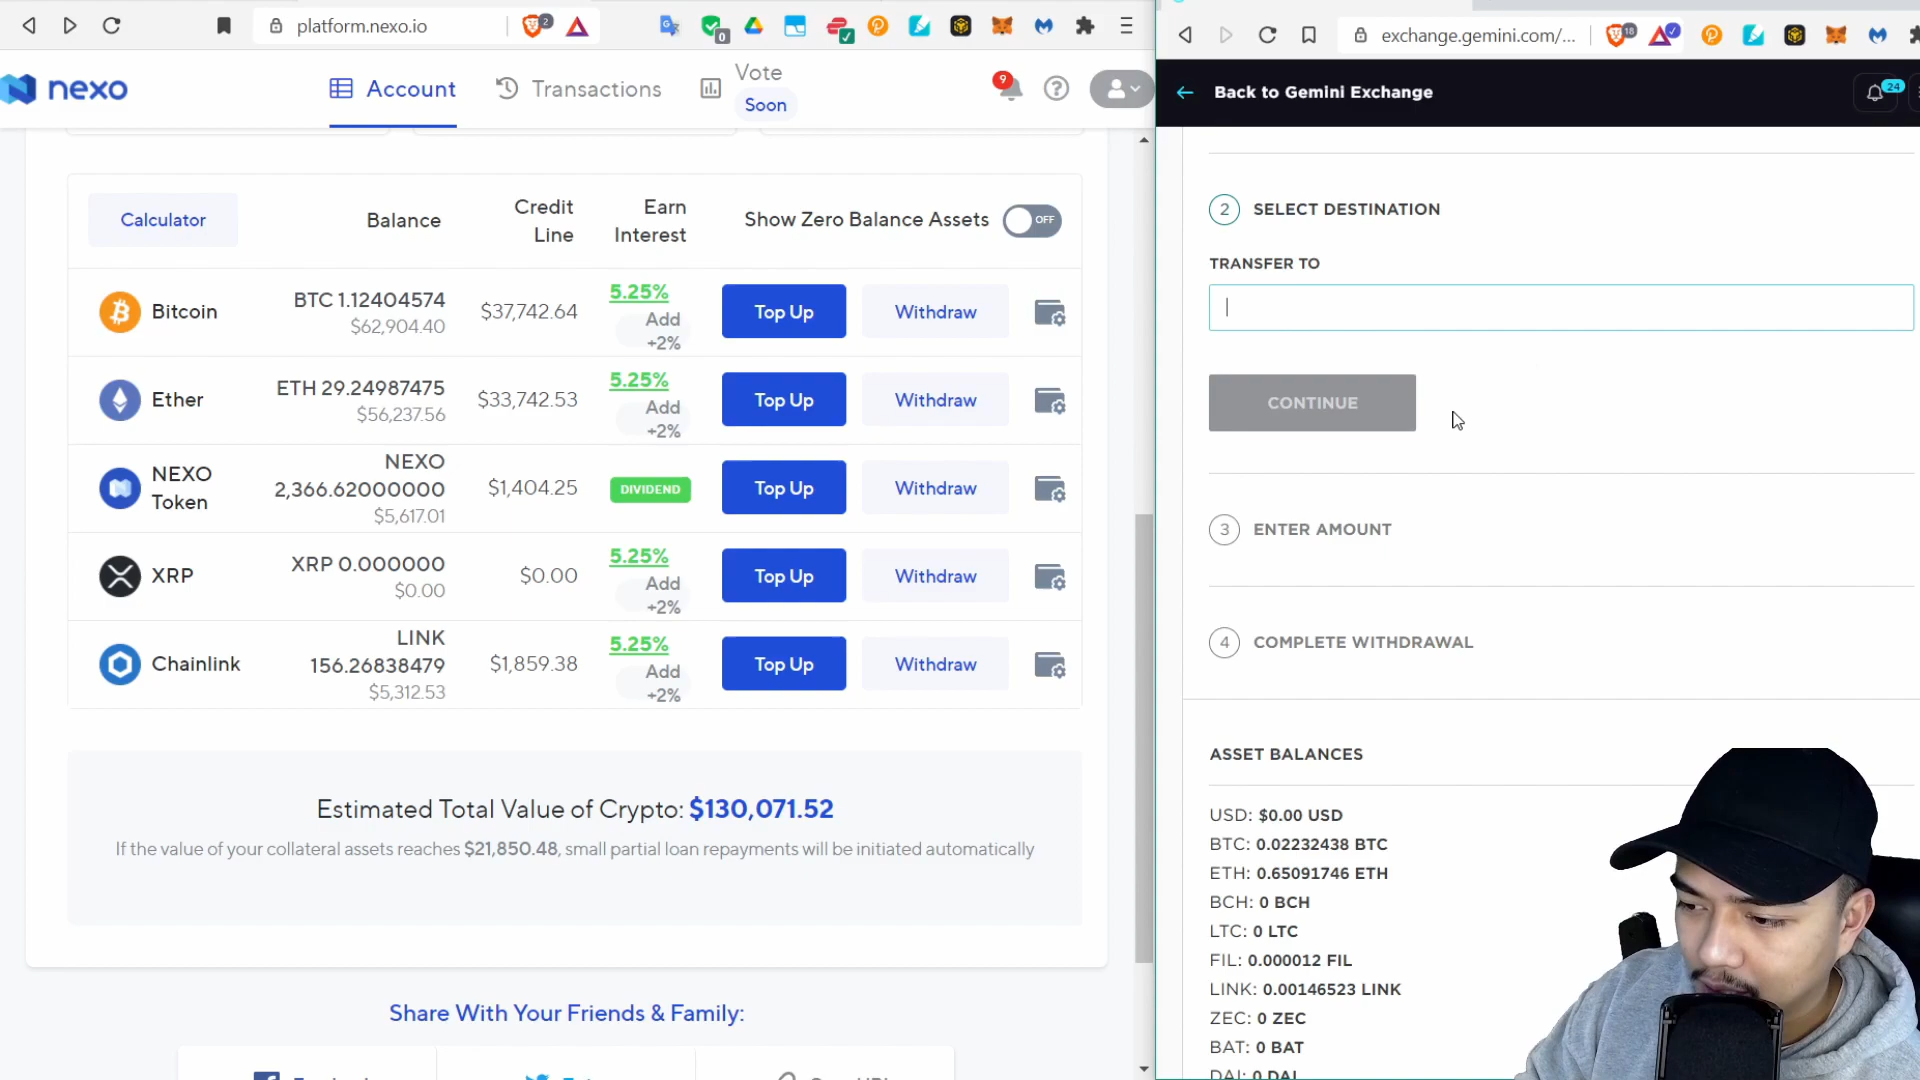 platform.nexo.io
2
0
nexo
Account
Transactions
Vote
Soon
9
Calculator
Balance
Credit
Line
Earn
Interest
Show Zero Balance Assets
OFF
Bitcoin
BTC 1.12404574
$62,904.40
$37,742.64
5.25%
Add
+2%
Top Up
Withdraw
Ether
ETH 29.24987475
$56,237.56
$33,742.53
5.25%
Add
+2%
Top Up
Withdraw
NEXO
Token
NEXO
2,366.62000000
$5,617.01
$1,404.25
DIVIDEND
Top Up
Withdraw
XRP
XRP 0.000000
$0.00
$0.00
5.25%
Add
+2%
Top Up
Withdraw
Chainlink
LINK
156.26838479
$5,312.53
$1,859.38
5.25%
Add
+2%
Top Up
Withdraw
Estimated Total Value of Crypto: $130,071.52
If the value of your collateral assets reaches $21,850.48, small partial loan repayments will be initiated automatically
Share With Your Friends & Family:
exchange.gemini.com/...
18
Back to Gemini Exchange
24
2 SELECT DESTINATION
TRANSFER TO
CONTINUE
3 ENTER AMOUNT
4 COMPLETE WITHDRAWAL
ASSET BALANCES
USD: $0.00 USD
BTC: 0.02232438 BTC
ETH: 0.65091746 ETH
BCH: 0 BCH
LTC: 0 LTC
FIL: 0.000012 FIL
LINK: 0.00146523 LINK
ZEC: 0 ZEC
BAT: 0 BAT
DAI: 0 DAI